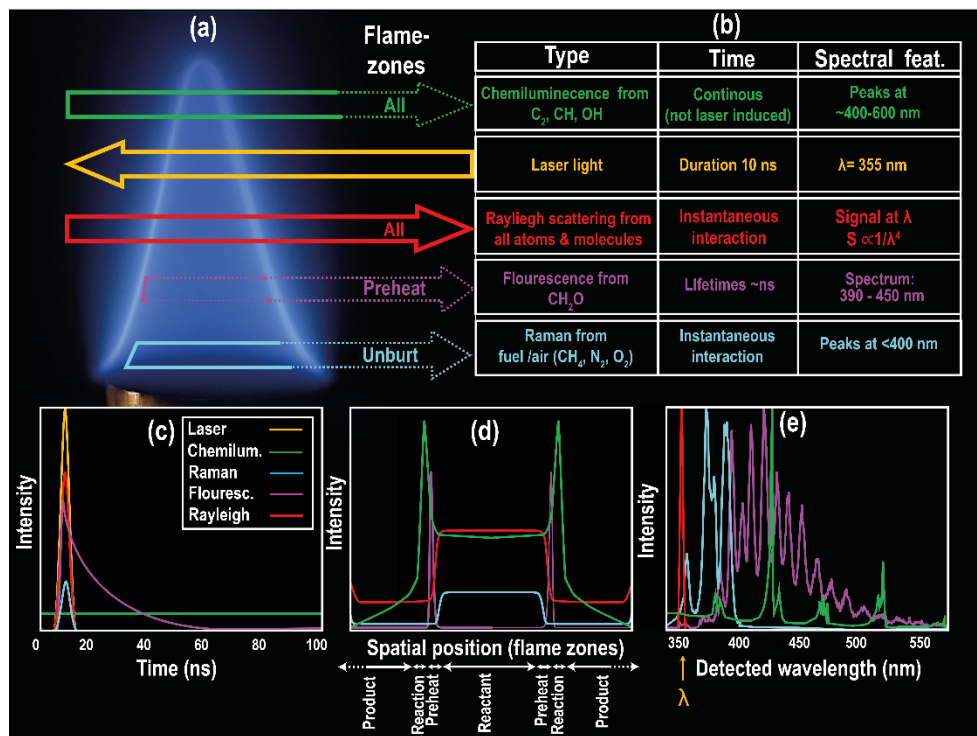 (a)
Flame-
zones
(b)
Type
Time
Spectral feat.
All
Chemiluminecence from
C₂, CH, OH
Continous
(not laser induced)
Peaks at
~400-600 nm
Laser light
Duration 10 ns
λ= 355 nm
All
Rayliegh scattering from
all atoms & molecules
Instantaneous
interaction
Signal at λ
S ∝1/λ⁴
Preheat
Flourescence from
CH₂O
LIfetimes ~ns
Spectrum:
390 - 450 nm
Unburt
Raman from
fuel /air (CH₄, N₂, O₂)
Instantaneous
interaction
Peaks at <400 nm
(c)
Laser
Chemilum.
Raman
Flouresc.
Rayleigh
Intensity
0 20 40 60 80 100
Time (ns)
(d)
Intensity
Spatial position (flame zones)
Product
Reaction
Preheat
Reactant
Preheat
Reaction
Product
(e)
Intensity
350 400 450 500 550
Detected wavelength (nm)
λ